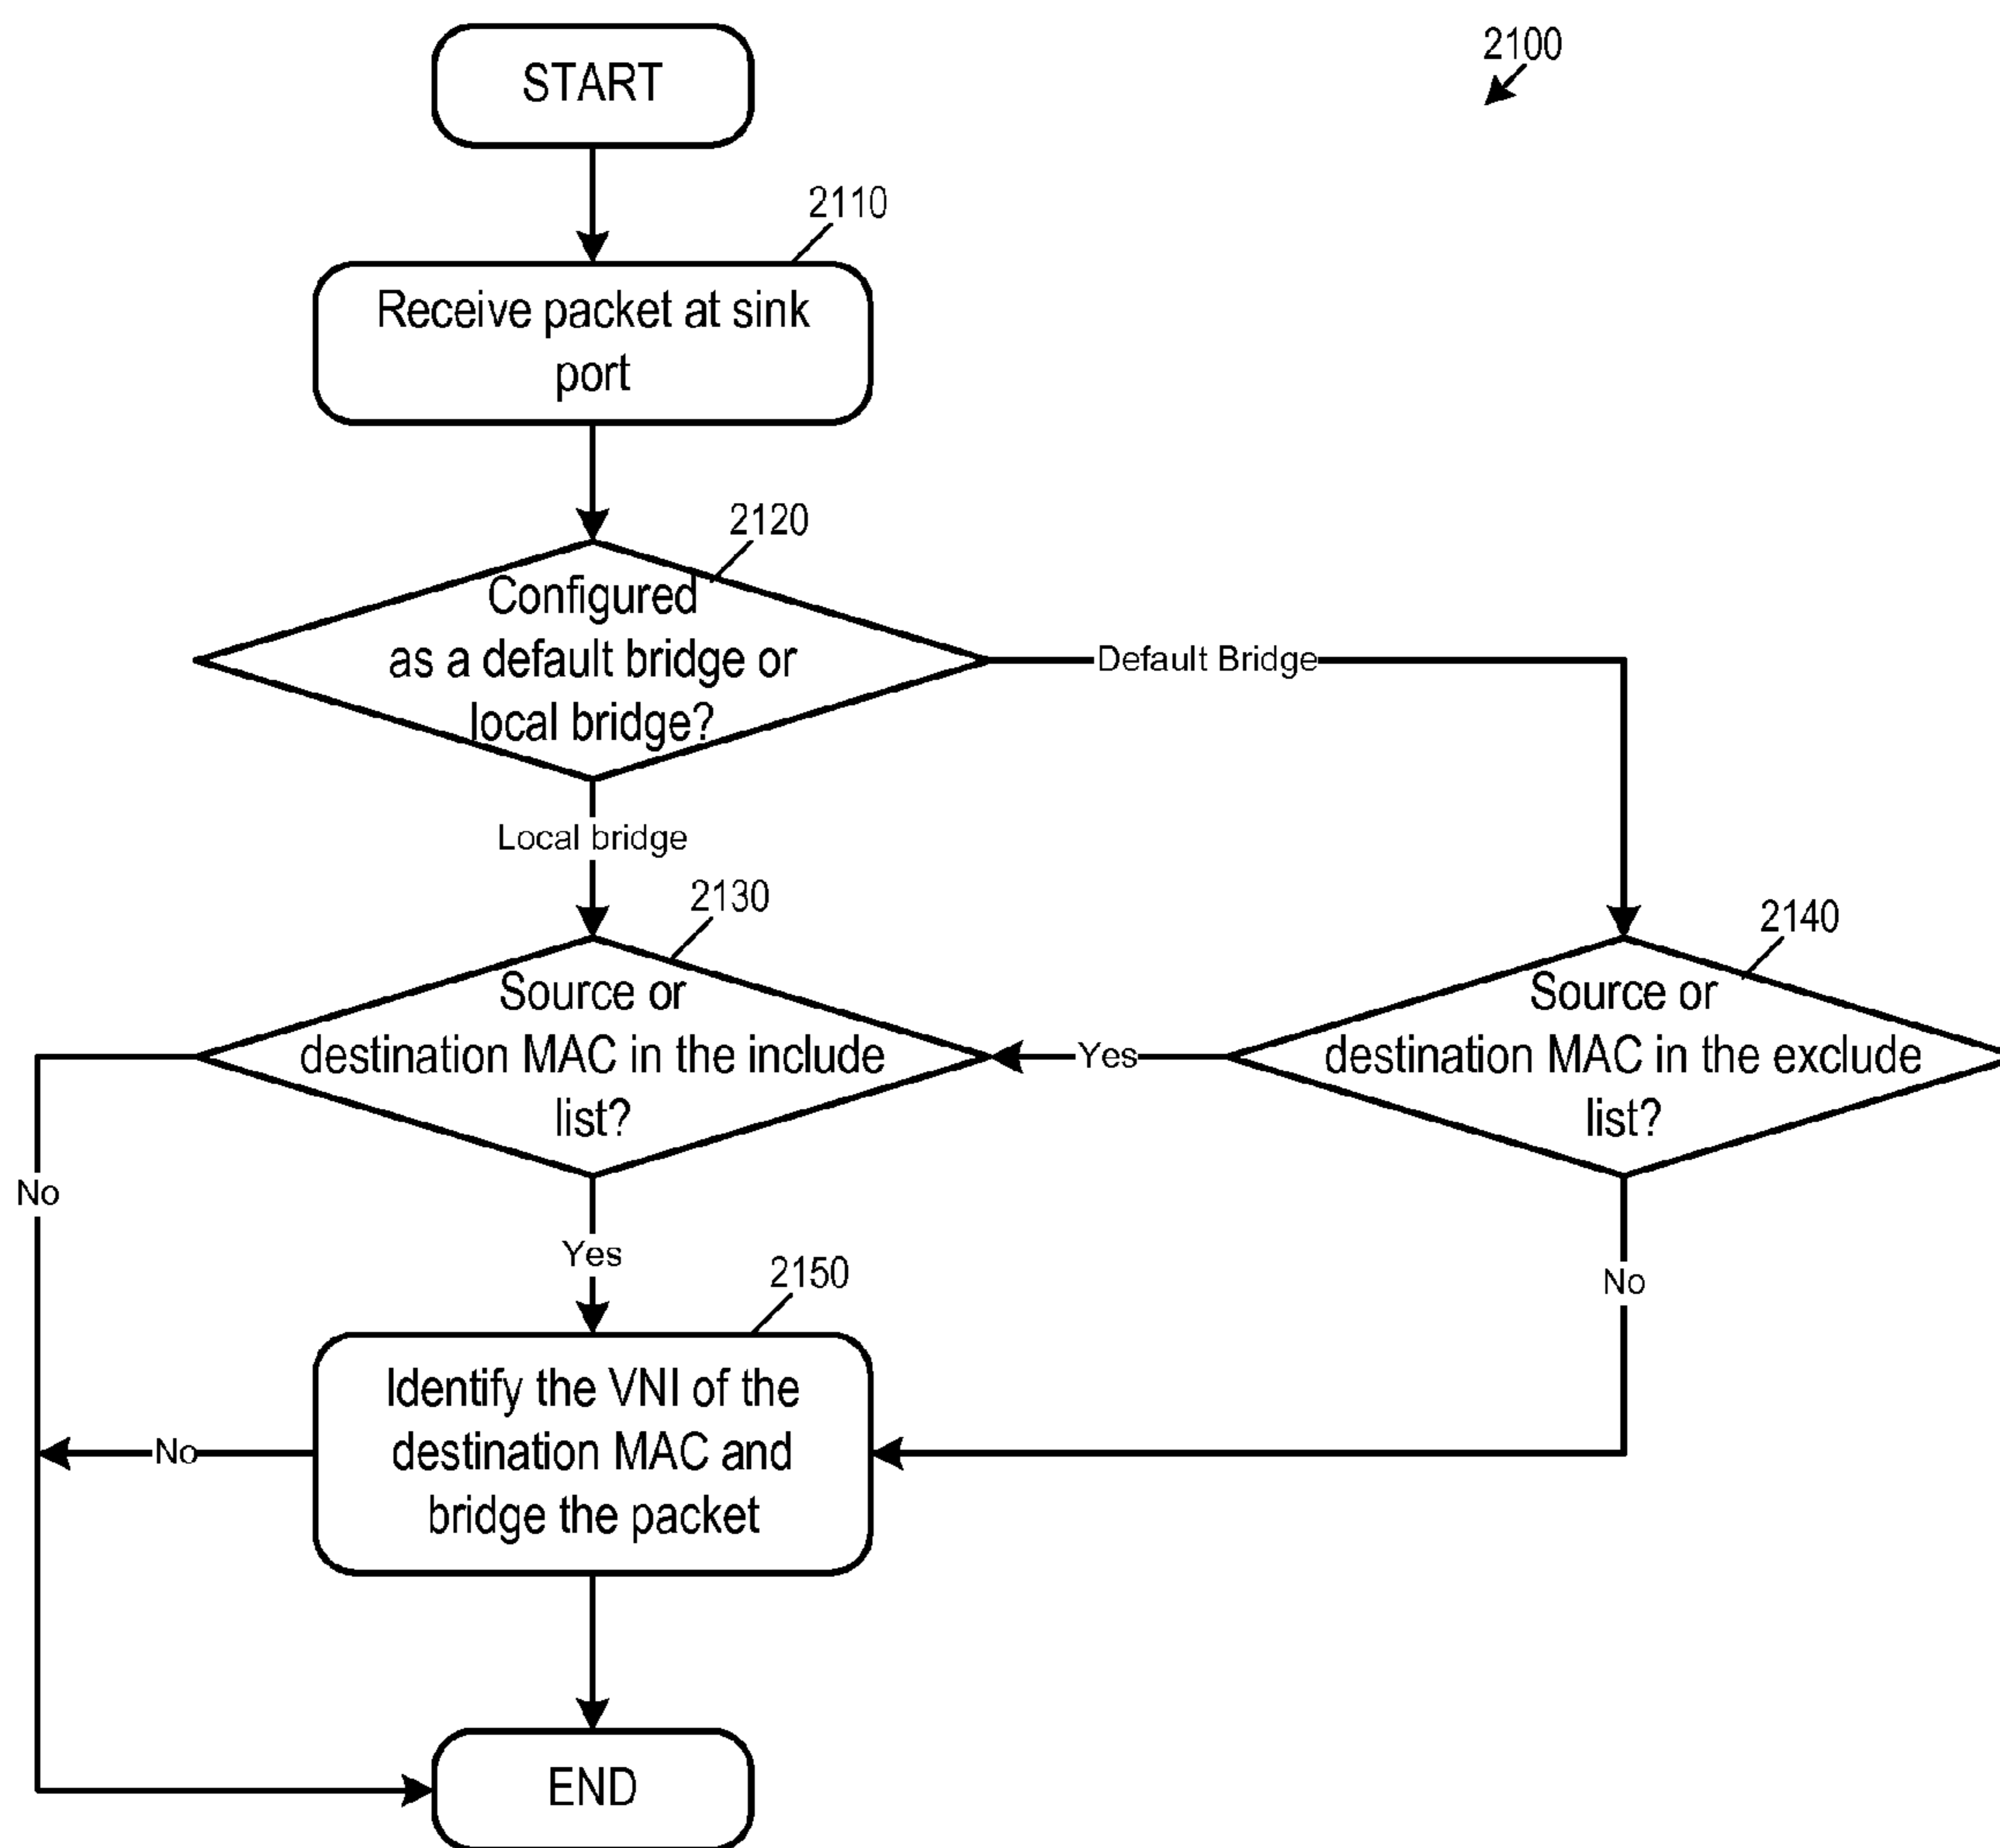 START
2100
2110
Receive packet at sink
port
2120
Configured
as a default bridge or
local bridge?
Default Bridge
Local bridge
2130
Source or
destination MAC in the include
list?
2140
Source or
destination MAC in the exclude
list?
Yes
No
Yes
No
2150
Identify the VNI of the
destination MAC and
bridge the packet
No
END